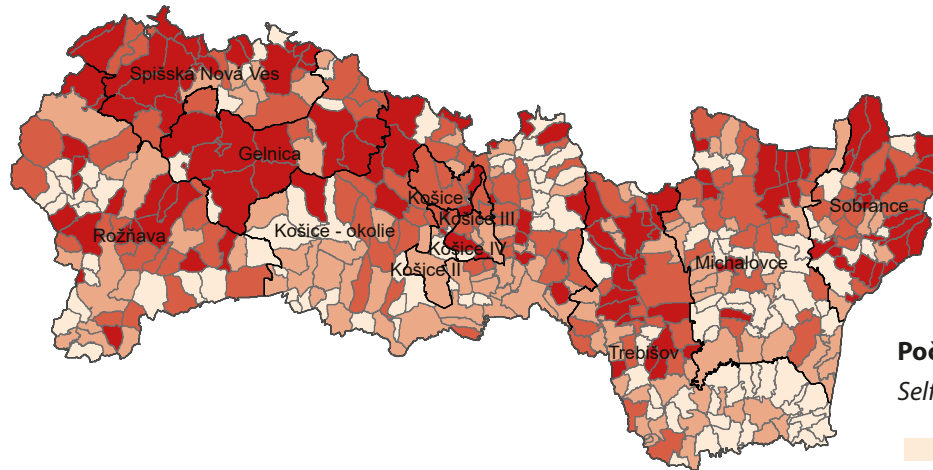 Spišská Nová Ves
Gelnica
Košice I
Košice III
Sobrance
Košice - okolie
Rožňava
Košice IV
Košice II
Michalovce
Trebišov